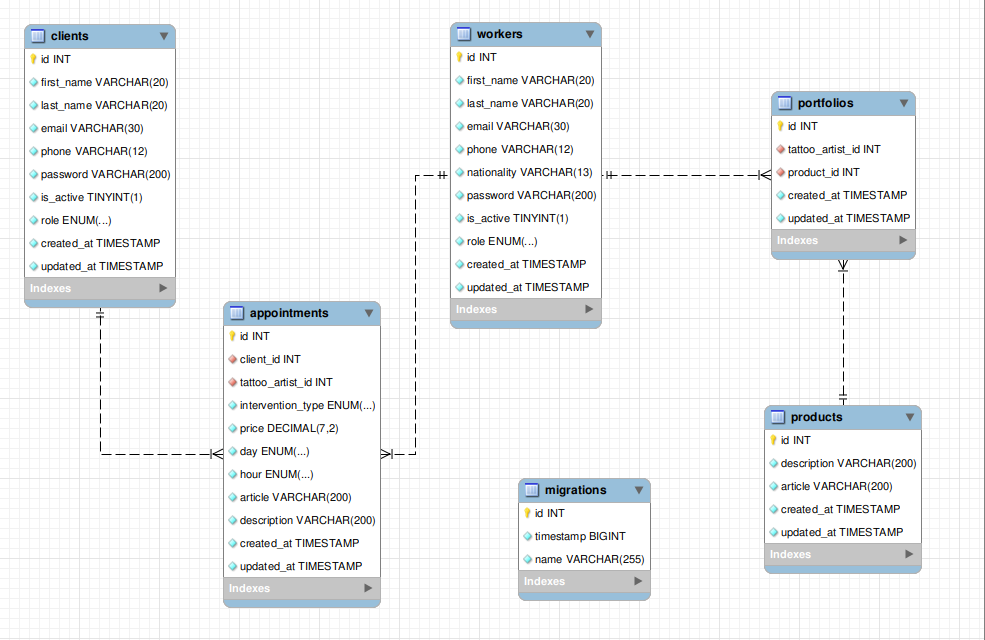 clients
id INT
first_name VARCHAR(20)
last_name VARCHAR(20)
email VARCHAR(30)
phone VARCHAR(12)
password VARCHAR(200)
is_active TINYINT(1)
role ENUM(...)
created_at TIMESTAMP
updated_at TIMESTAMP
Indexes
appointments
id INT
client_id INT
tattoo_artist_id INT
intervention_type ENUM(...)
price DECIMAL(7,2)
day ENUM(...)
hour ENUM(...)
article VARCHAR(200)
description VARCHAR(200)
created_at TIMESTAMP
updated_at TIMESTAMP
Indexes
workers
id INT
first_name VARCHAR(20)
last_name VARCHAR(20)
email VARCHAR(30)
phone VARCHAR(12)
nationality VARCHAR(13)
password VARCHAR(200)
is_active TINYINT(1)
role ENUM(...)
created_at TIMESTAMP
updated_at TIMESTAMP
Indexes
migrations
id INT
timestamp BIGINT
name VARCHAR(255)
Indexes
portfolios
id INT
tattoo_artist_id INT
product_id INT
created_at TIMESTAMP
updated_at TIMESTAMP
Indexes
products
id INT
description VARCHAR(200)
article VARCHAR(200)
created_at TIMESTAMP
updated_at TIMESTAMP
Indexes